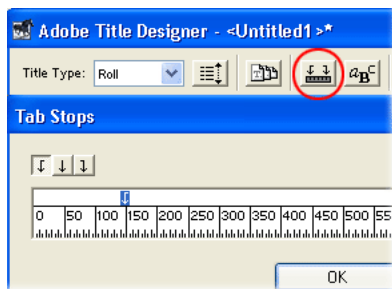 Adobe Title Designer - <Untitled1 >*
Title Type: Roll aBC
Tab Stops
0 50 100 150 200 250 300 350 400 450 500 55
OK